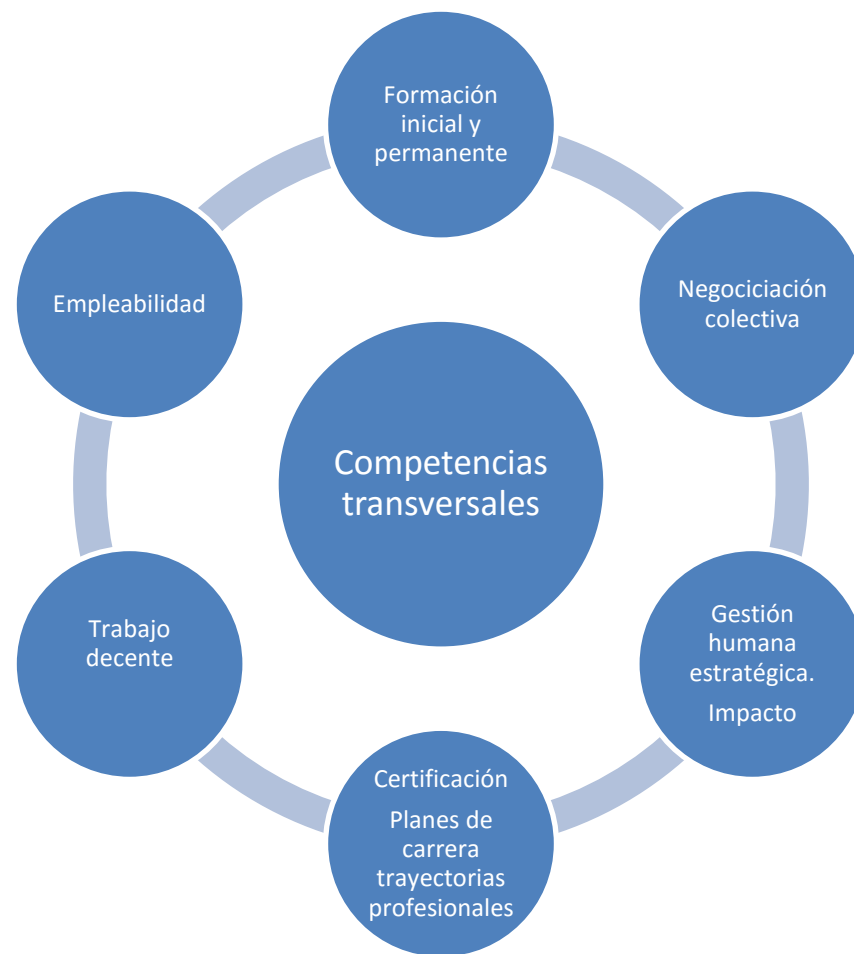 Formación
inicial y
permanente
Negociciación
colectiva
Gestión
humana
estratégica.
Impacto
Certificación
Planes de
carrera
trayectorias
profesionales
Trabajo
decente
Empleabilidad
Competencias
transversales